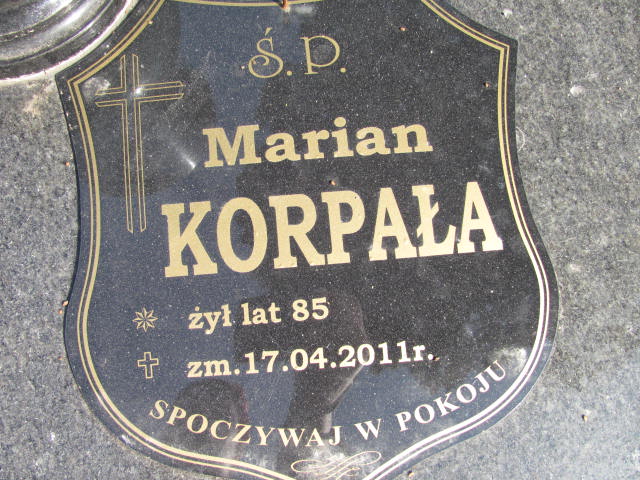 Ś.P.
Marian
KORPAŁA
żył lat 85
zm.17.04.2011r.
SPOCZYWAJ W POKOJU